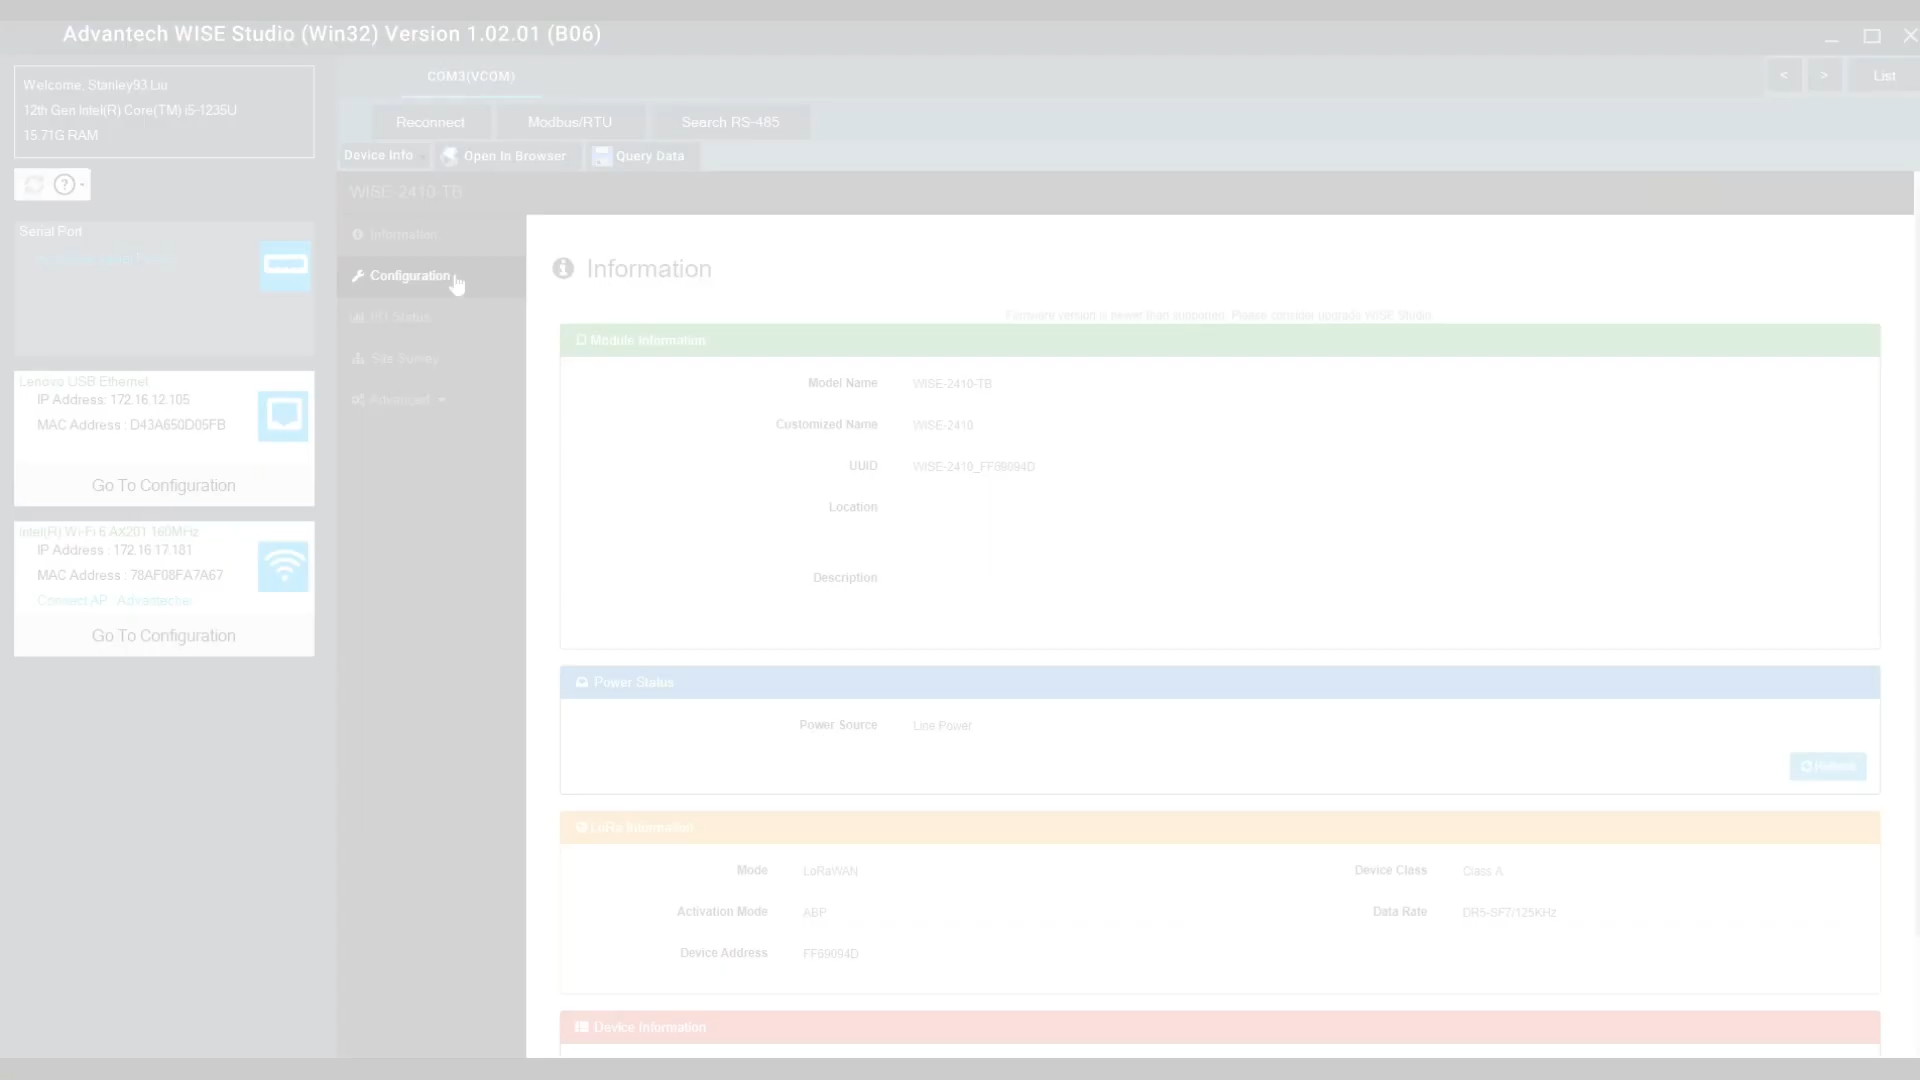 Advantech WISE Studio (Win32) Version 1.02.01 (B06)
Welcome: Stanley93.Liu
12th Gen Intel(R) Core(TM) i5-1235U
15.71G RAM
COM3(VCOM)
< > List
Reconnect Modbus/RTU Search RS-485
Device Info Open In Browser Query Data
WISE-2410-TB
Serial Port
Lenovo USB Ethernet
IP Address: 172.16.12.105
MAC Address : D43A650D05FB
Go To Configuration
Intel(R) Wi-Fi 6 AX201 160MHz
IP Address : 172.16.17.181
MAC Address : 78AF08FA7A67
Connect AP :
Go To Configuration
Information
Configuration
I/O Status
Site Survey
Advanced
Information
Firmware version is newer than supported. Please consider upgrade WISE Studio.
Module Information
Model Name WISE-2410-TB
Customized Name WISE-2410
UUID WISE-2410_FF69094D
Location
Description
Power Status
Power Source Line Power
Refresh
LoRa Information
Mode LoRaWAN
Device Class Class A
Activation Mode ABP
Data Rate DR5-SF7/125KHz
Device Address FF69094D
Device Information